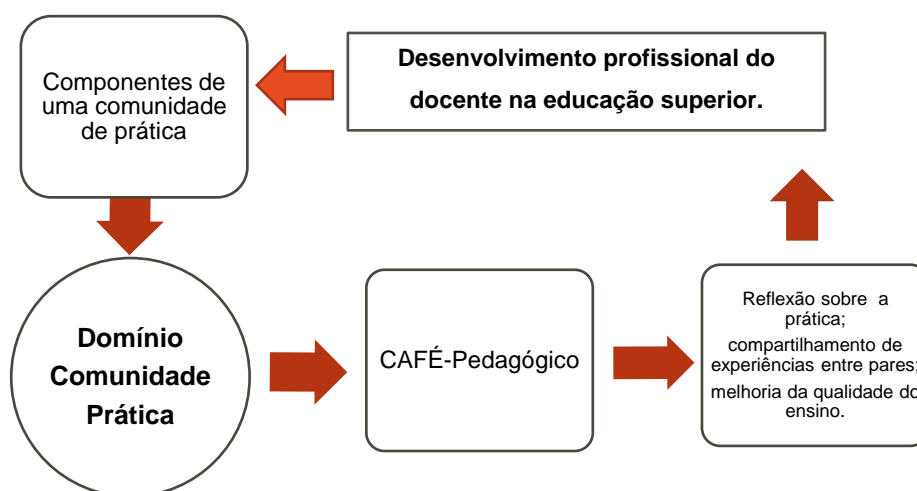 Componentes de
uma comunidade
de prática
Desenvolvimento profissional do
docente na educação superior.
Domínio
Comunidade
Prática
CAFÉ-Pedagógico
Reflexão sobre a
prática;
compartilhamento de
experiências entre pares;
melhoria da qualidade do
ensino.